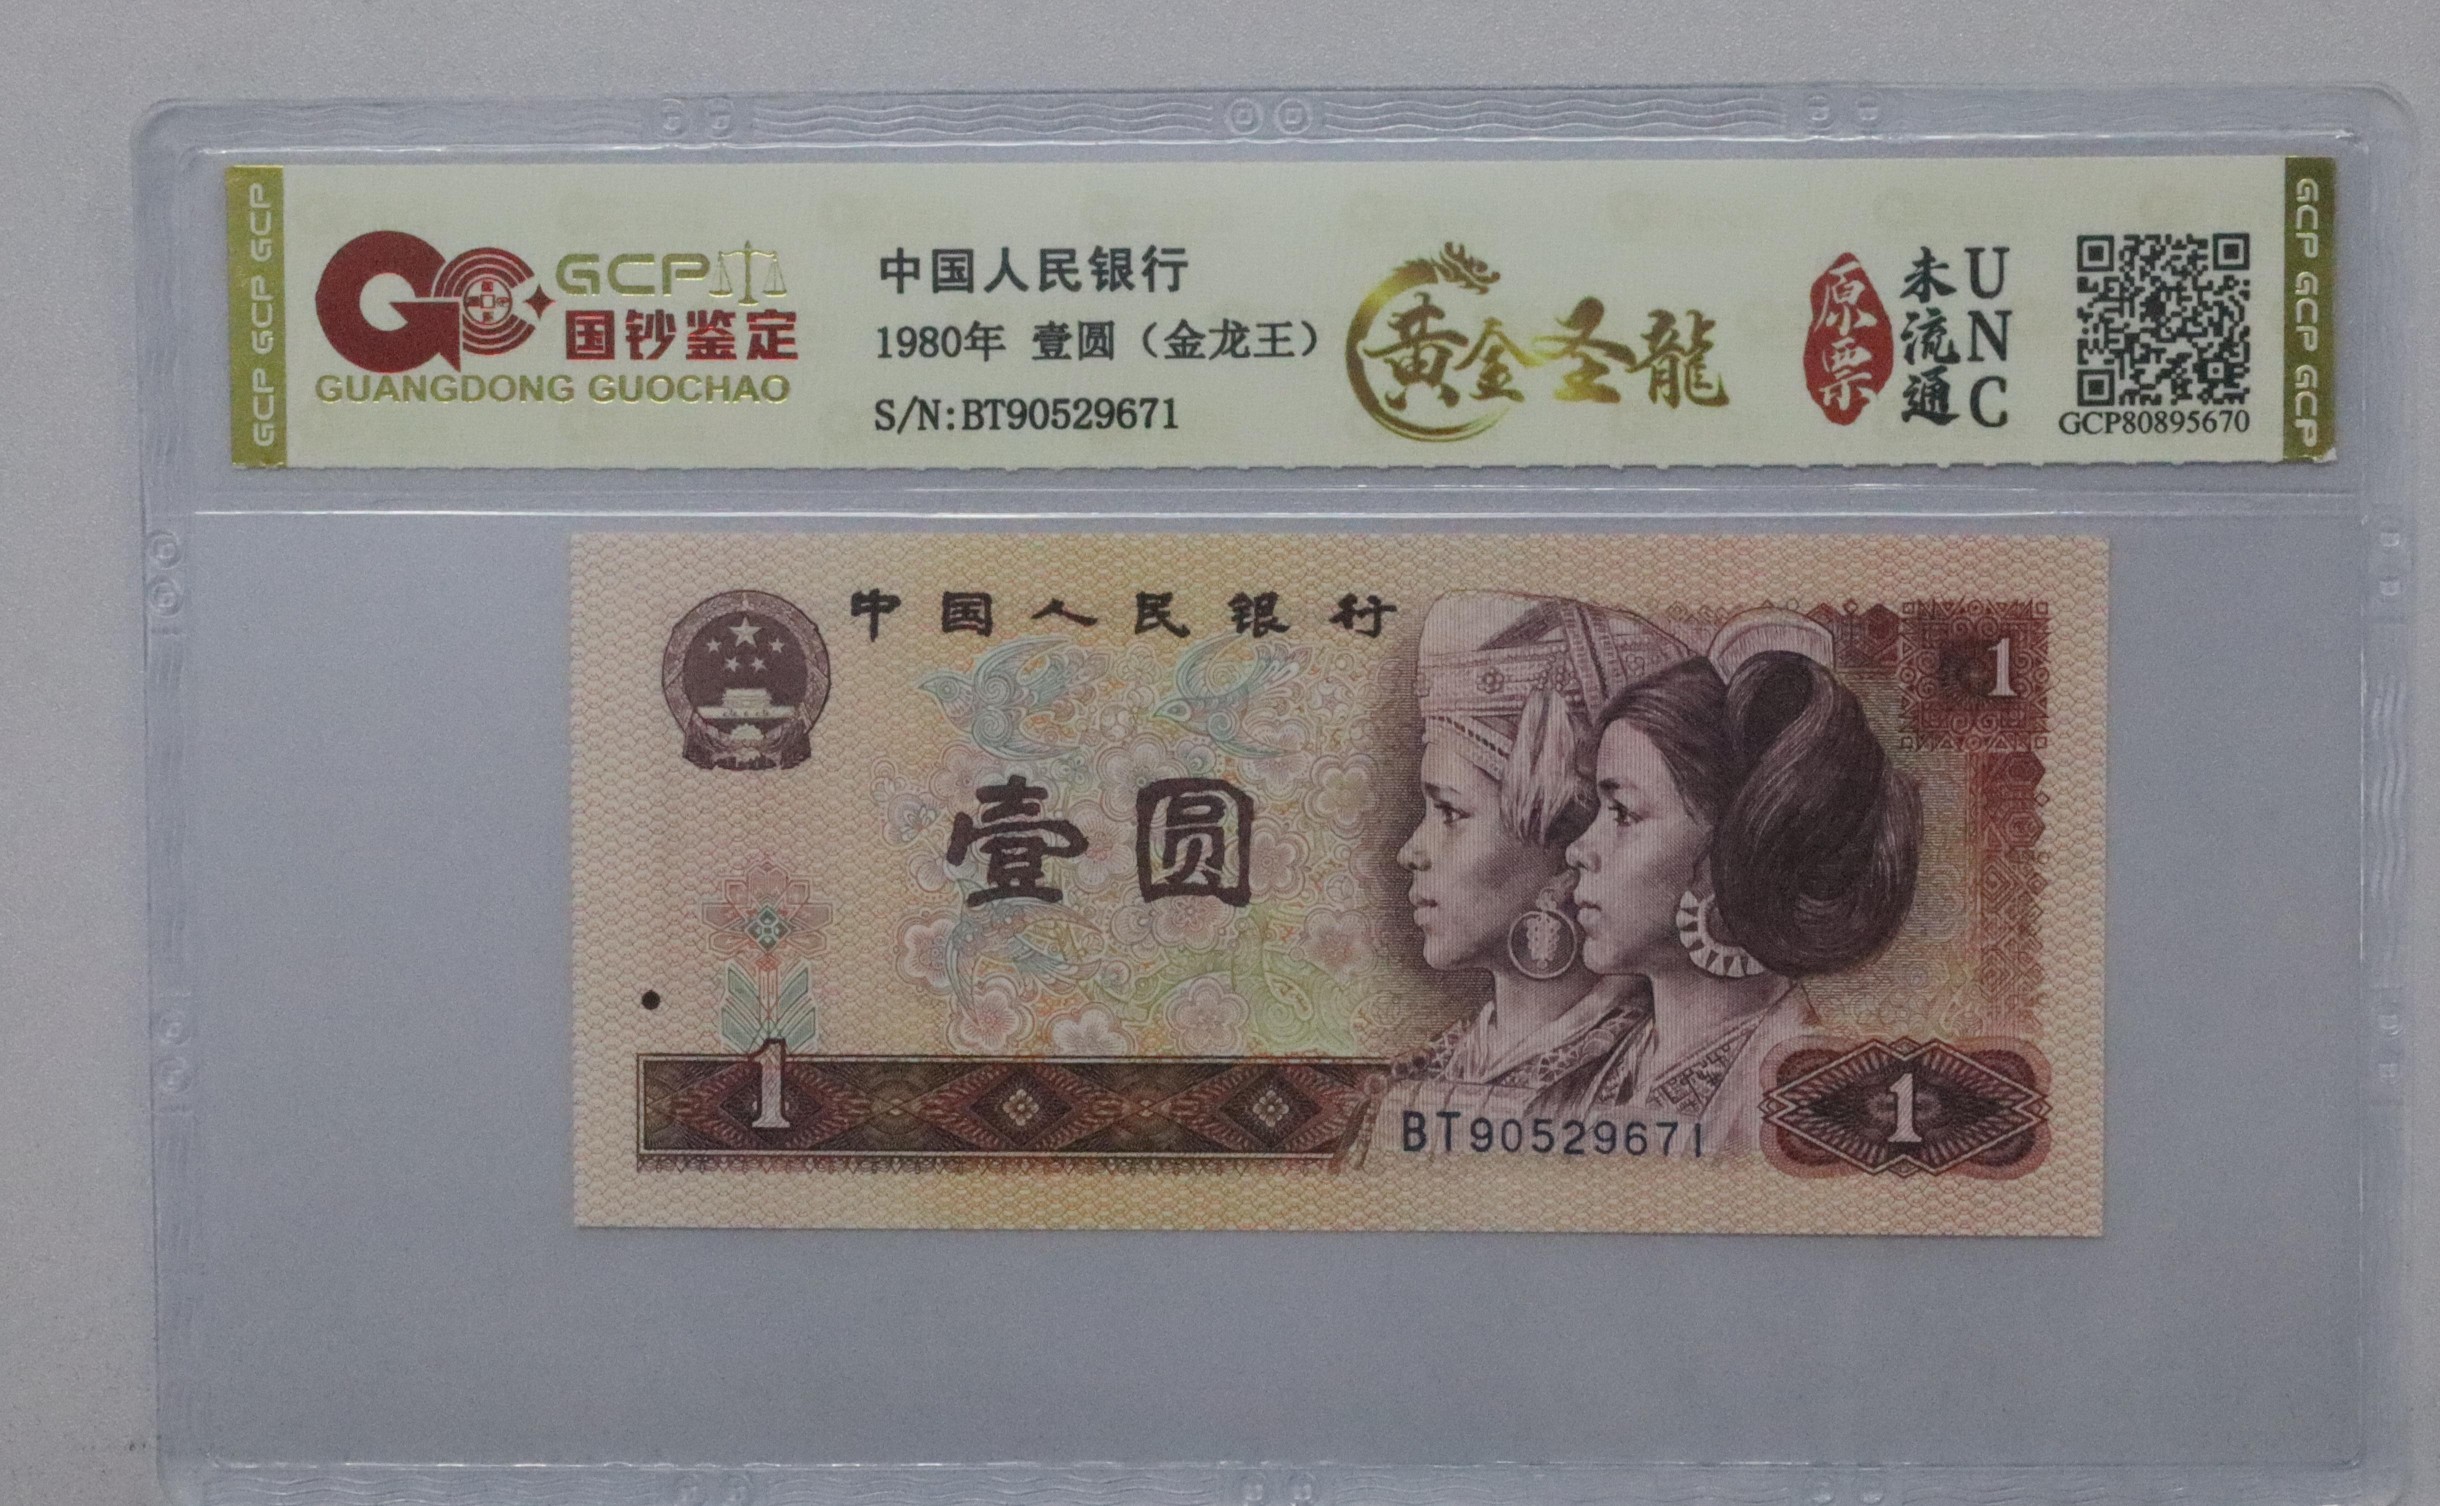 GCP GCP GCP
GCP
国钞鉴定
GUANGDONG GUOCHAO
中国人民银行
1980年 壹圆（金龙王）
S/N:BT90529671
黄金圣龍
原票
未流通
UNC
GCP80895670
GCP GCP GCP
中国人民银行
1
壹圆
1
BT90529671
1